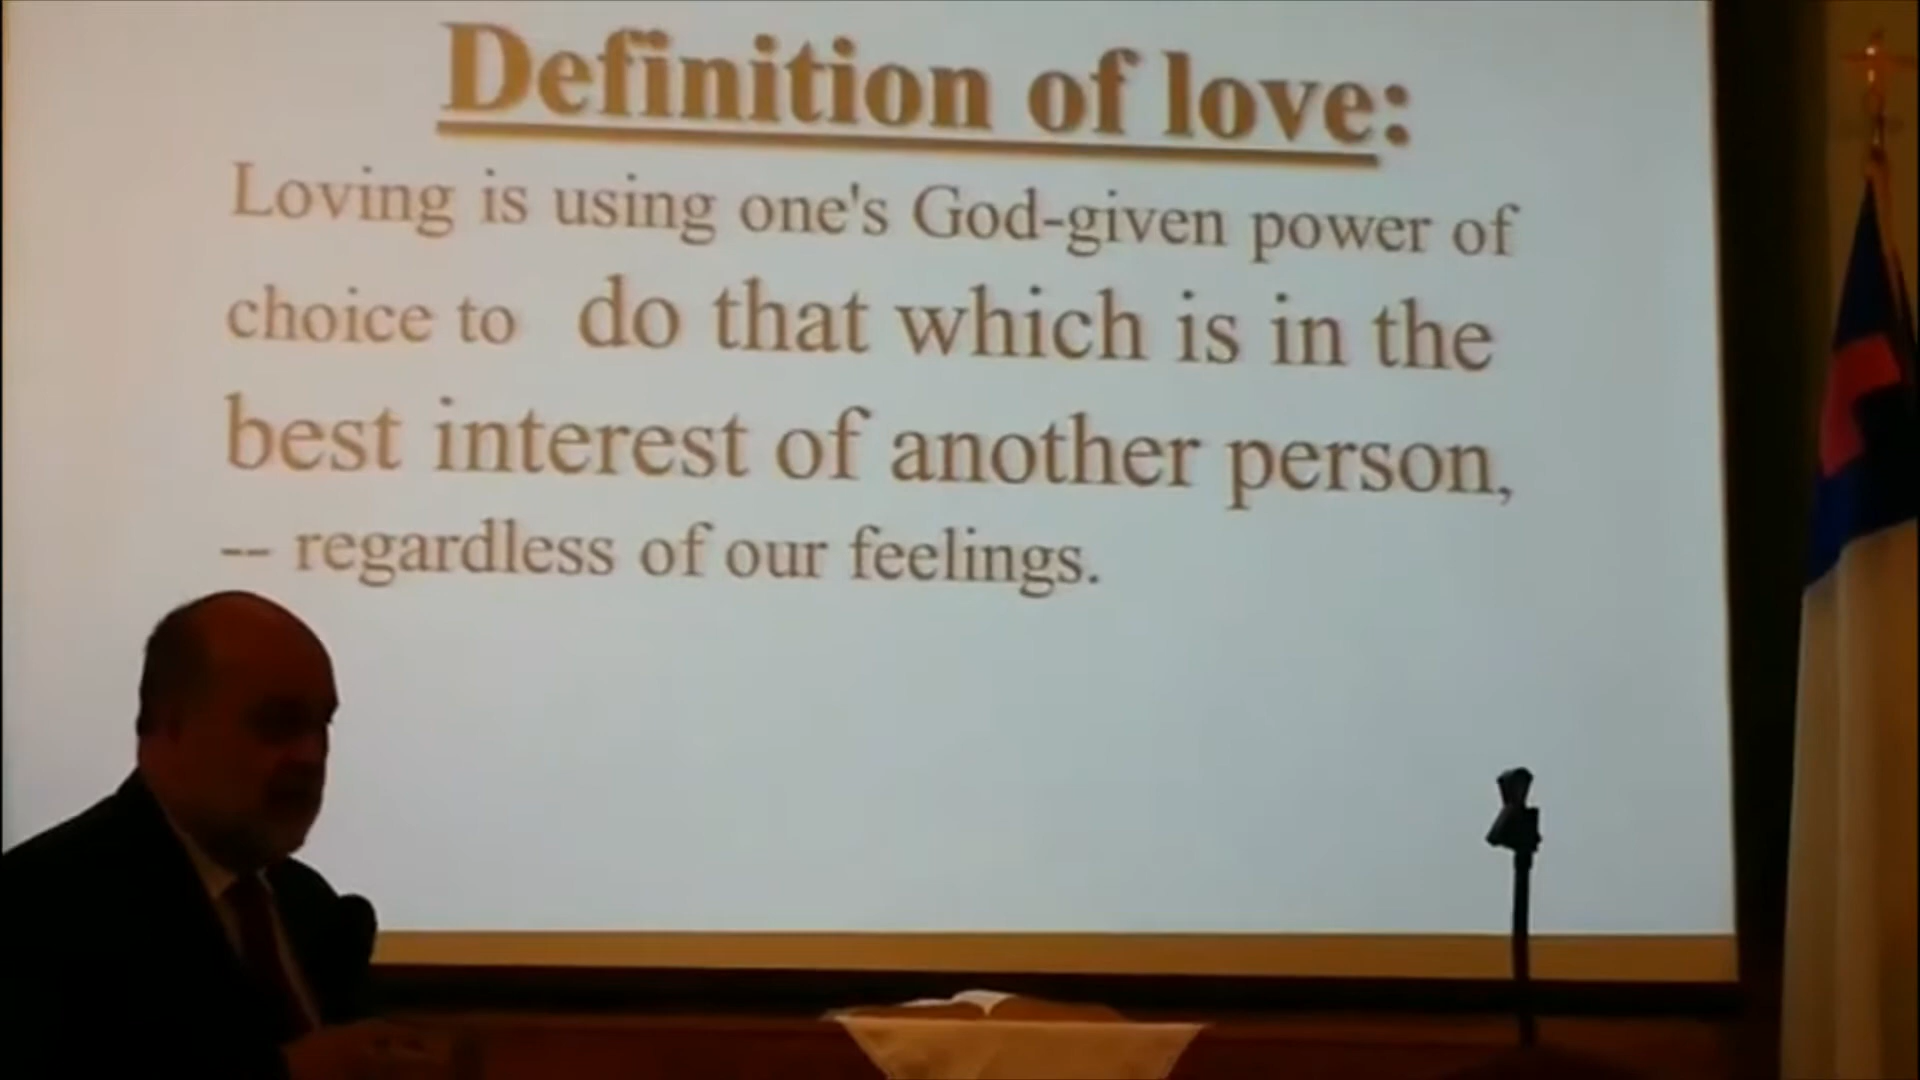 Definition of love:
Loving is using one's God-given power of
choice to do that which is in the
best interest of another person,
-- regardless of our feelings.